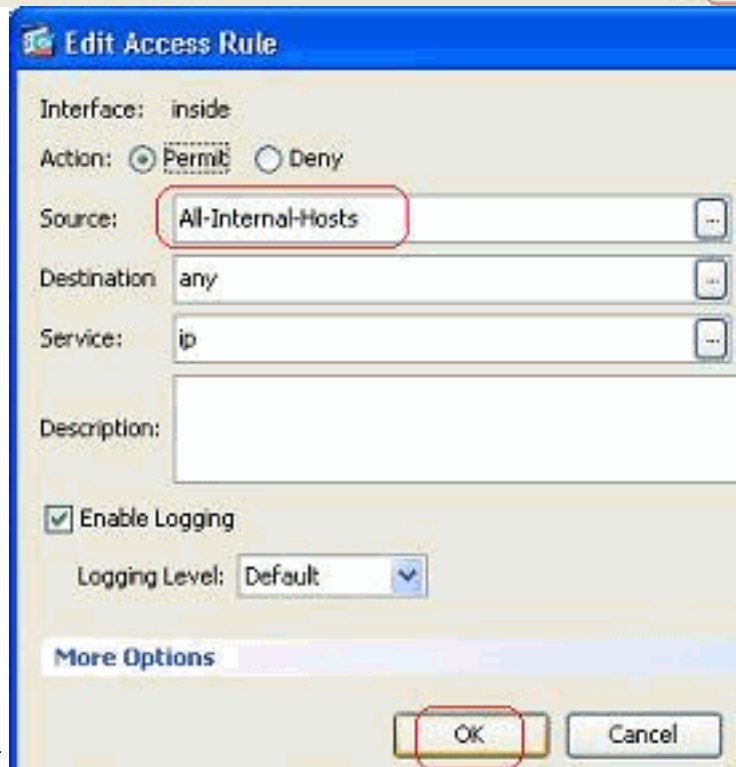 Edit Access Rule
Interface: inside
Action: Permit Deny
Source: All-Internal-Hosts ...
Destination any ...
Service: ip ...
Description:
Enable Logging
Logging Level: Default
More Options
OK Cancel